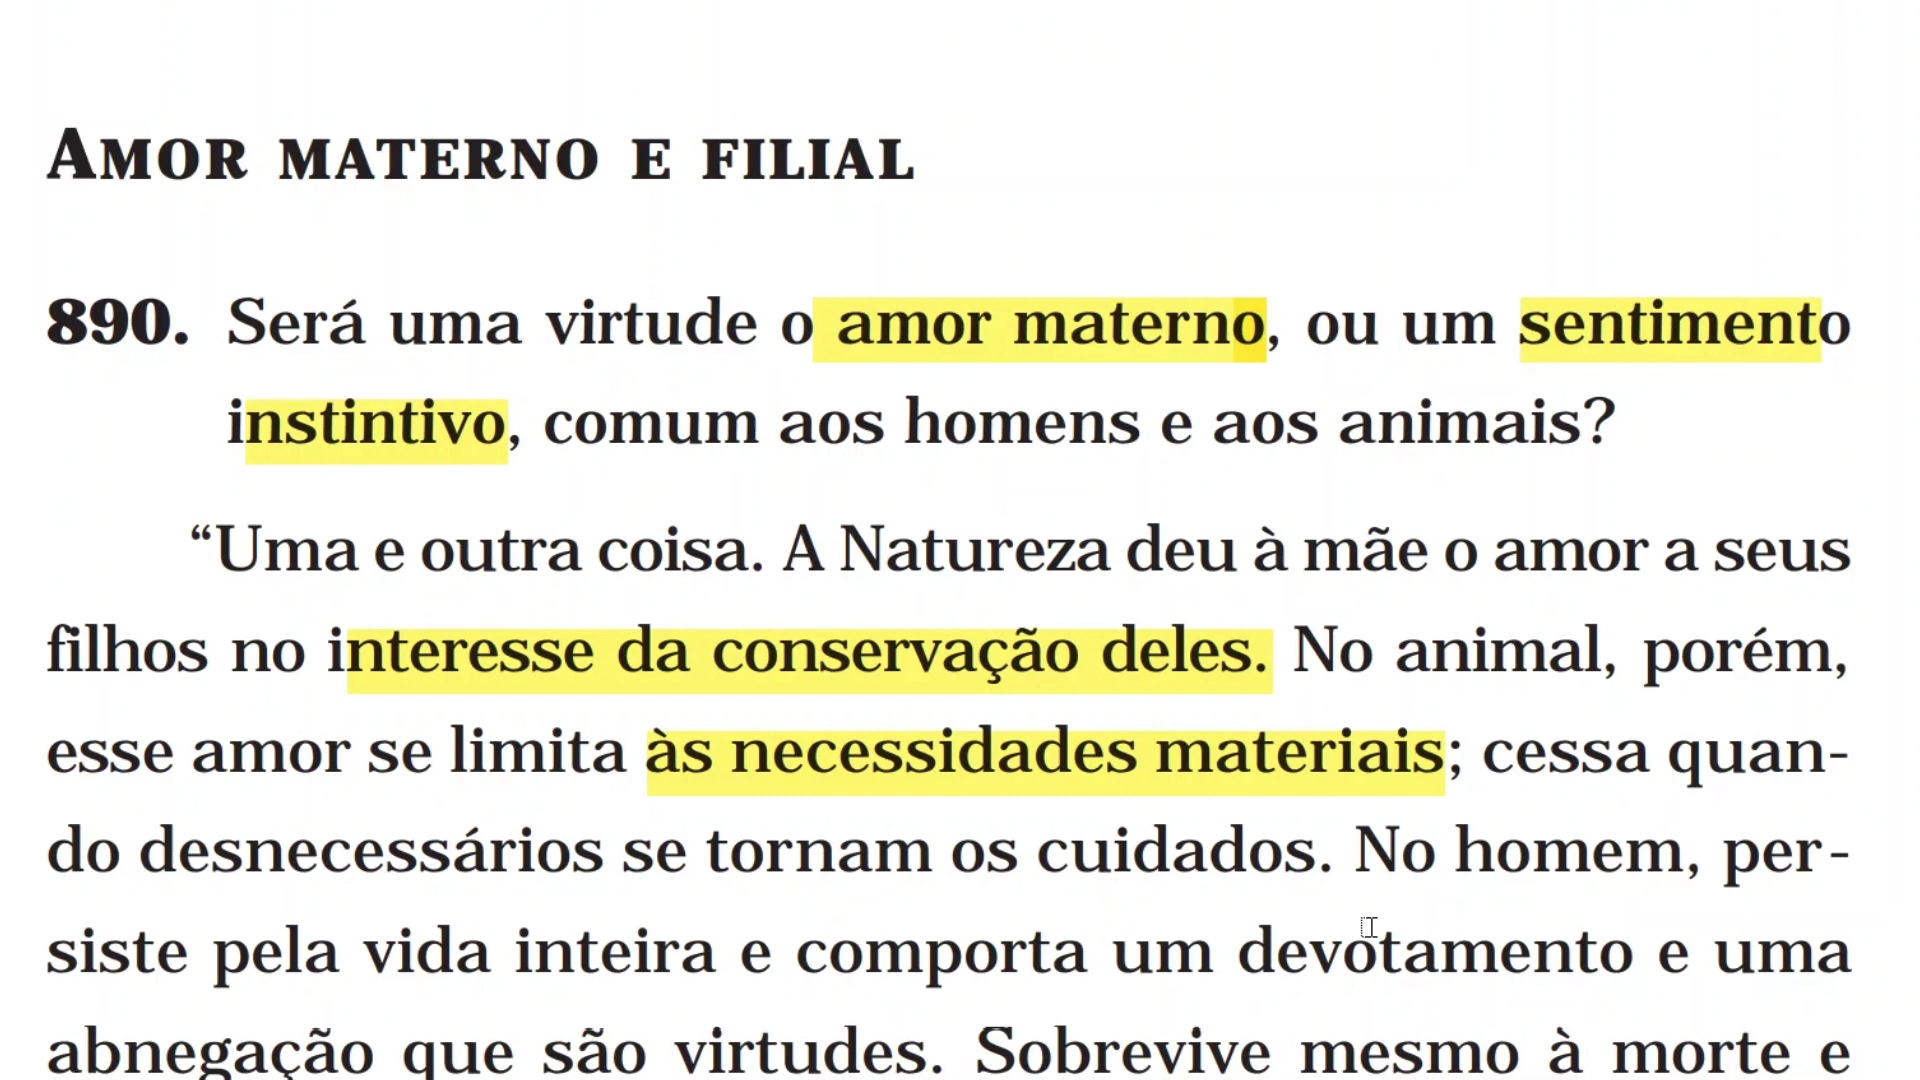 AMOR MATERNO E FILIAL
890. Será uma virtude o amor materno, ou um sentimento
instintivo, comum aos homens e aos animais?
“Uma e outra coisa. A Natureza deu à mãe o amor a seus
filhos no interesse da conservação deles. No animal, porém,
esse amor se limita às necessidades materiais; cessa quan-
do desnecessários se tornam os cuidados. No homem, per-
siste pela vida inteira e comporta um devotamento e uma
abnegação que são virtudes. Sobrevive mesmo à morte e